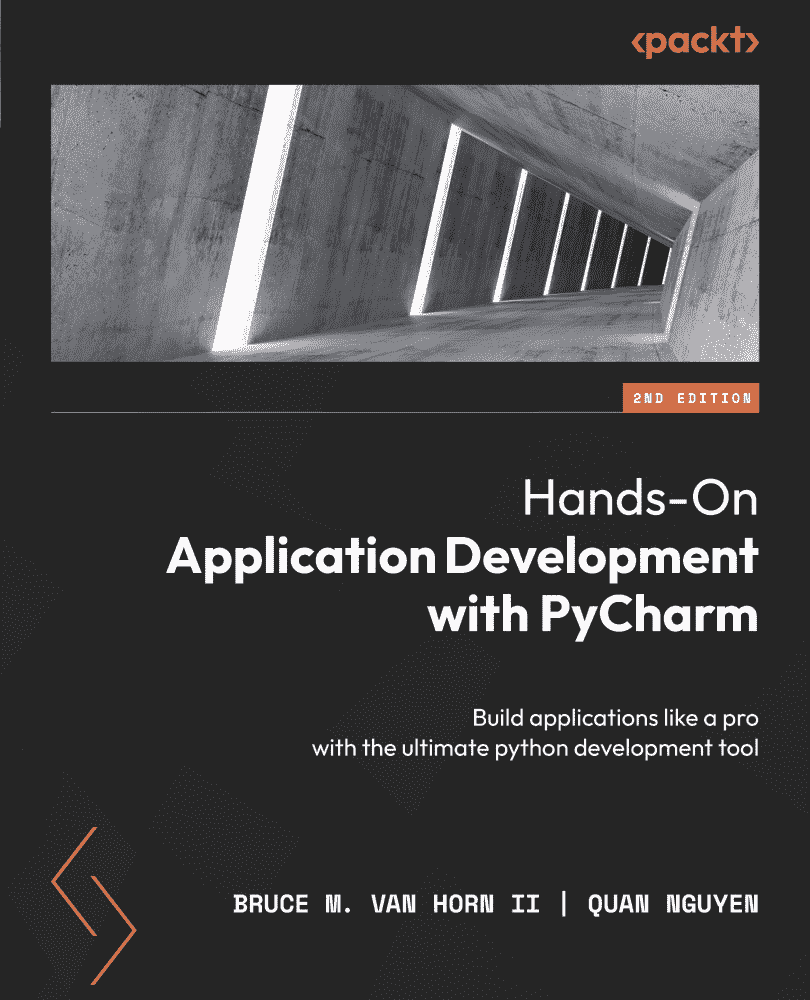 <packt>
2ND EDITION
Hands-On
Application Development
with PyCharm
Build applications like a pro
with the ultimate python development tool
BRUCE M. VAN HORN II | QUAN NGUYEN